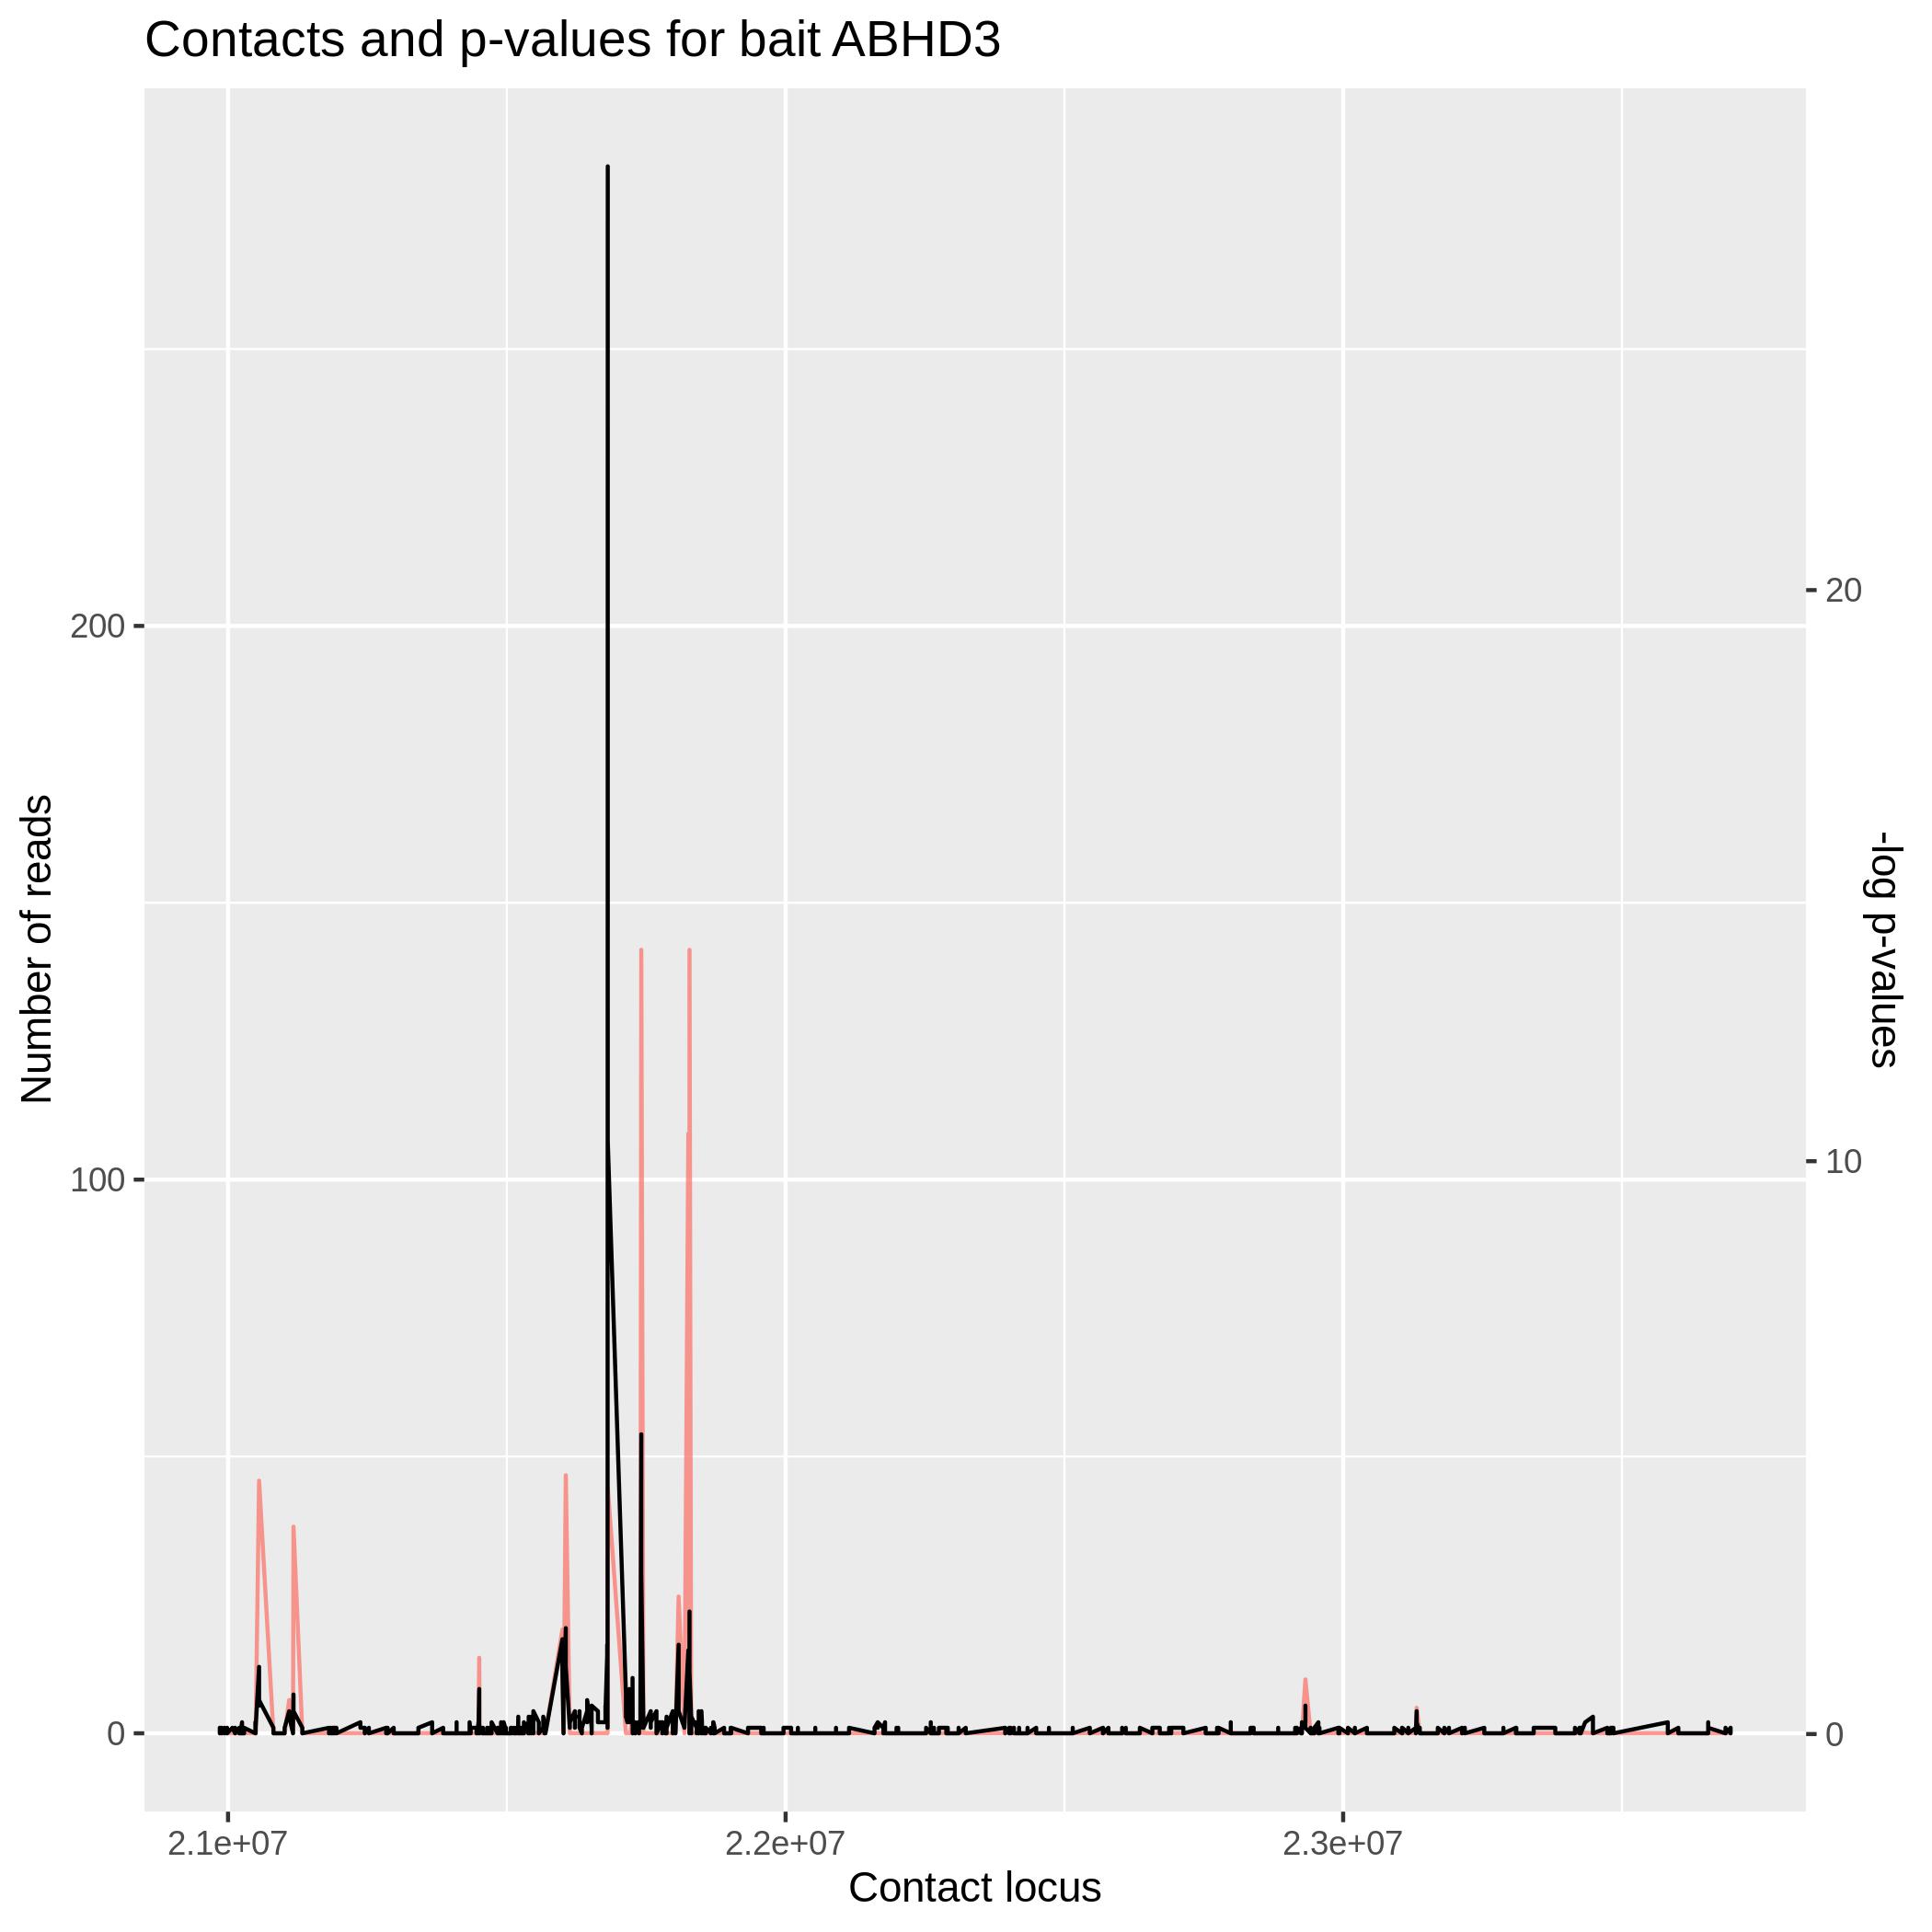 Contacts and p-values for bait ABHD3
Number of reads
200
100
0
20
10
0
-log p-values
2.1e+07
2.2e+07
2.3e+07
Contact locus